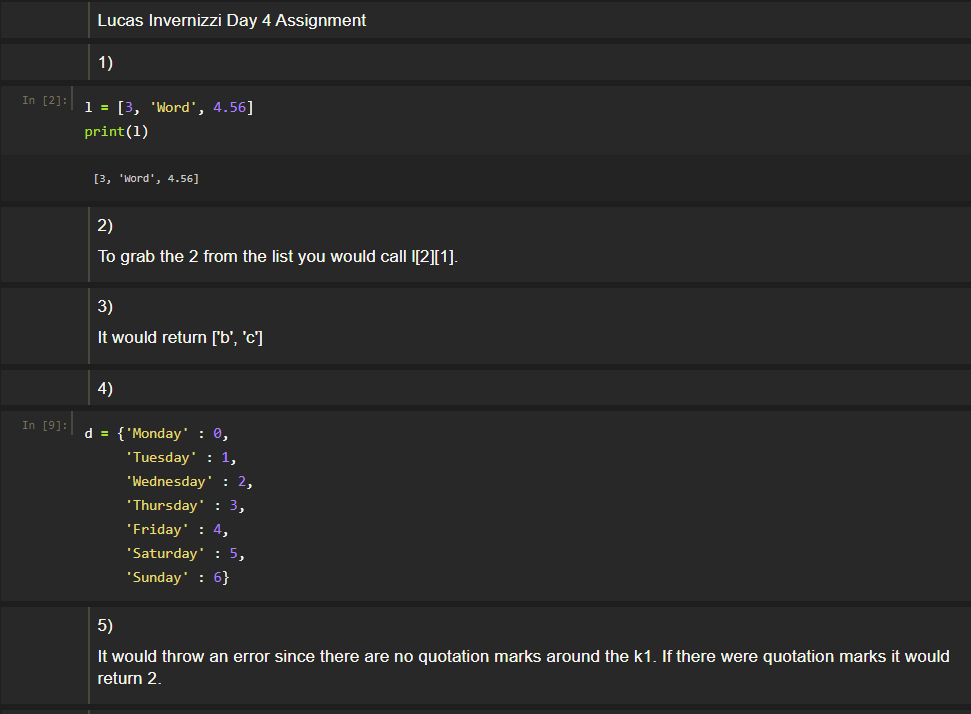 Lucas Invernizzi Day 4 Assignment
1)
In [2]:
l = [3, 'Word', 4.56]
print(l)
[3, 'Word', 4.56]
2)
To grab the 2 from the list you would call l[2][1].
3)
It would return ['b', 'c']
4)
In [9]:
d = {'Monday' : 0,
'Tuesday' : 1,
'Wednesday' : 2,
'Thursday' : 3,
'Friday' : 4,
'Saturday' : 5,
'Sunday' : 6}
5)
It would throw an error since there are no quotation marks around the k1. If there were quotation marks it would
return 2.